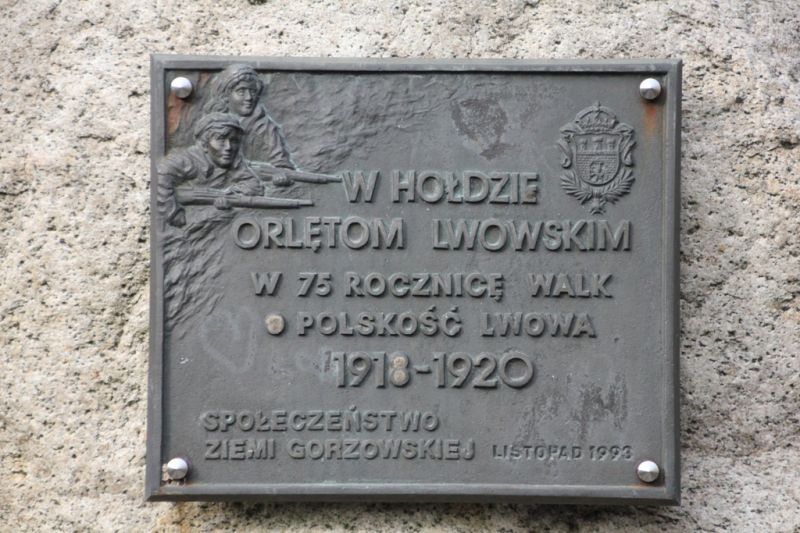 W HOŁDZIE
ORLĘTOM LWOWSKIM
W 75 ROCZNICĘ WALK
O POLSKOŚĆ LWOWA
1918-1920
SPOŁECZEŃSTWO
ZIEMI GORZOWSKIEJ LISTOPAD 1993